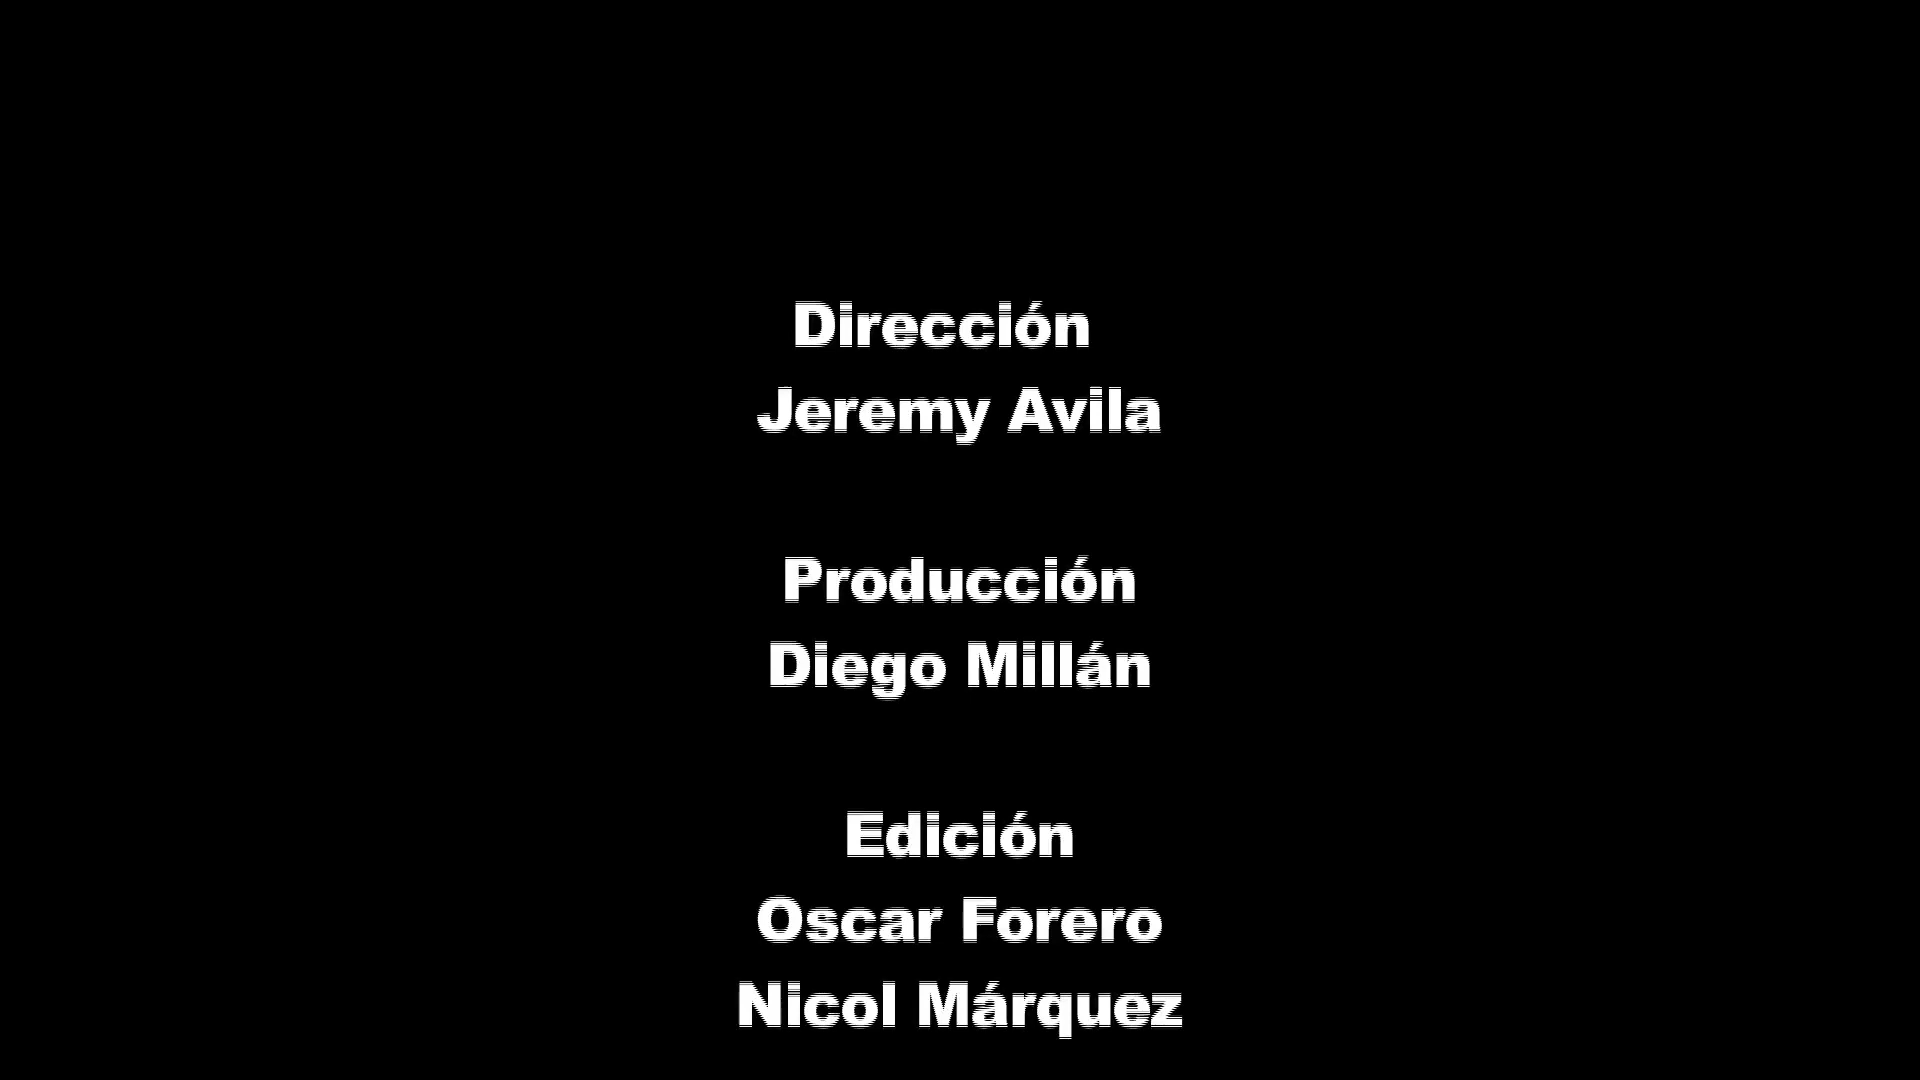 Dirección
Jeremy Avila
Producción
Diego Millán
Edición
Oscar Forero
Nicol Márquez